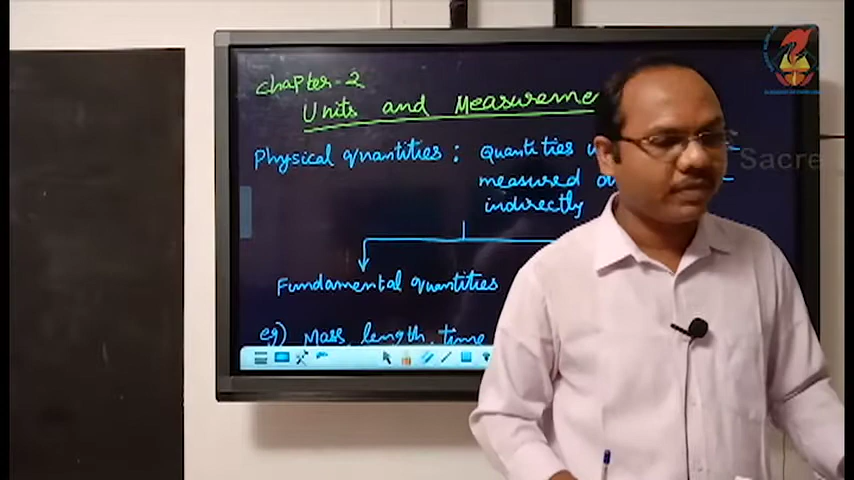 chapter-2
Units and Measureme
Physical quantities : quantities
measured
indirectly
Fundamental quantities
eg) Mass, length, time
Sacre